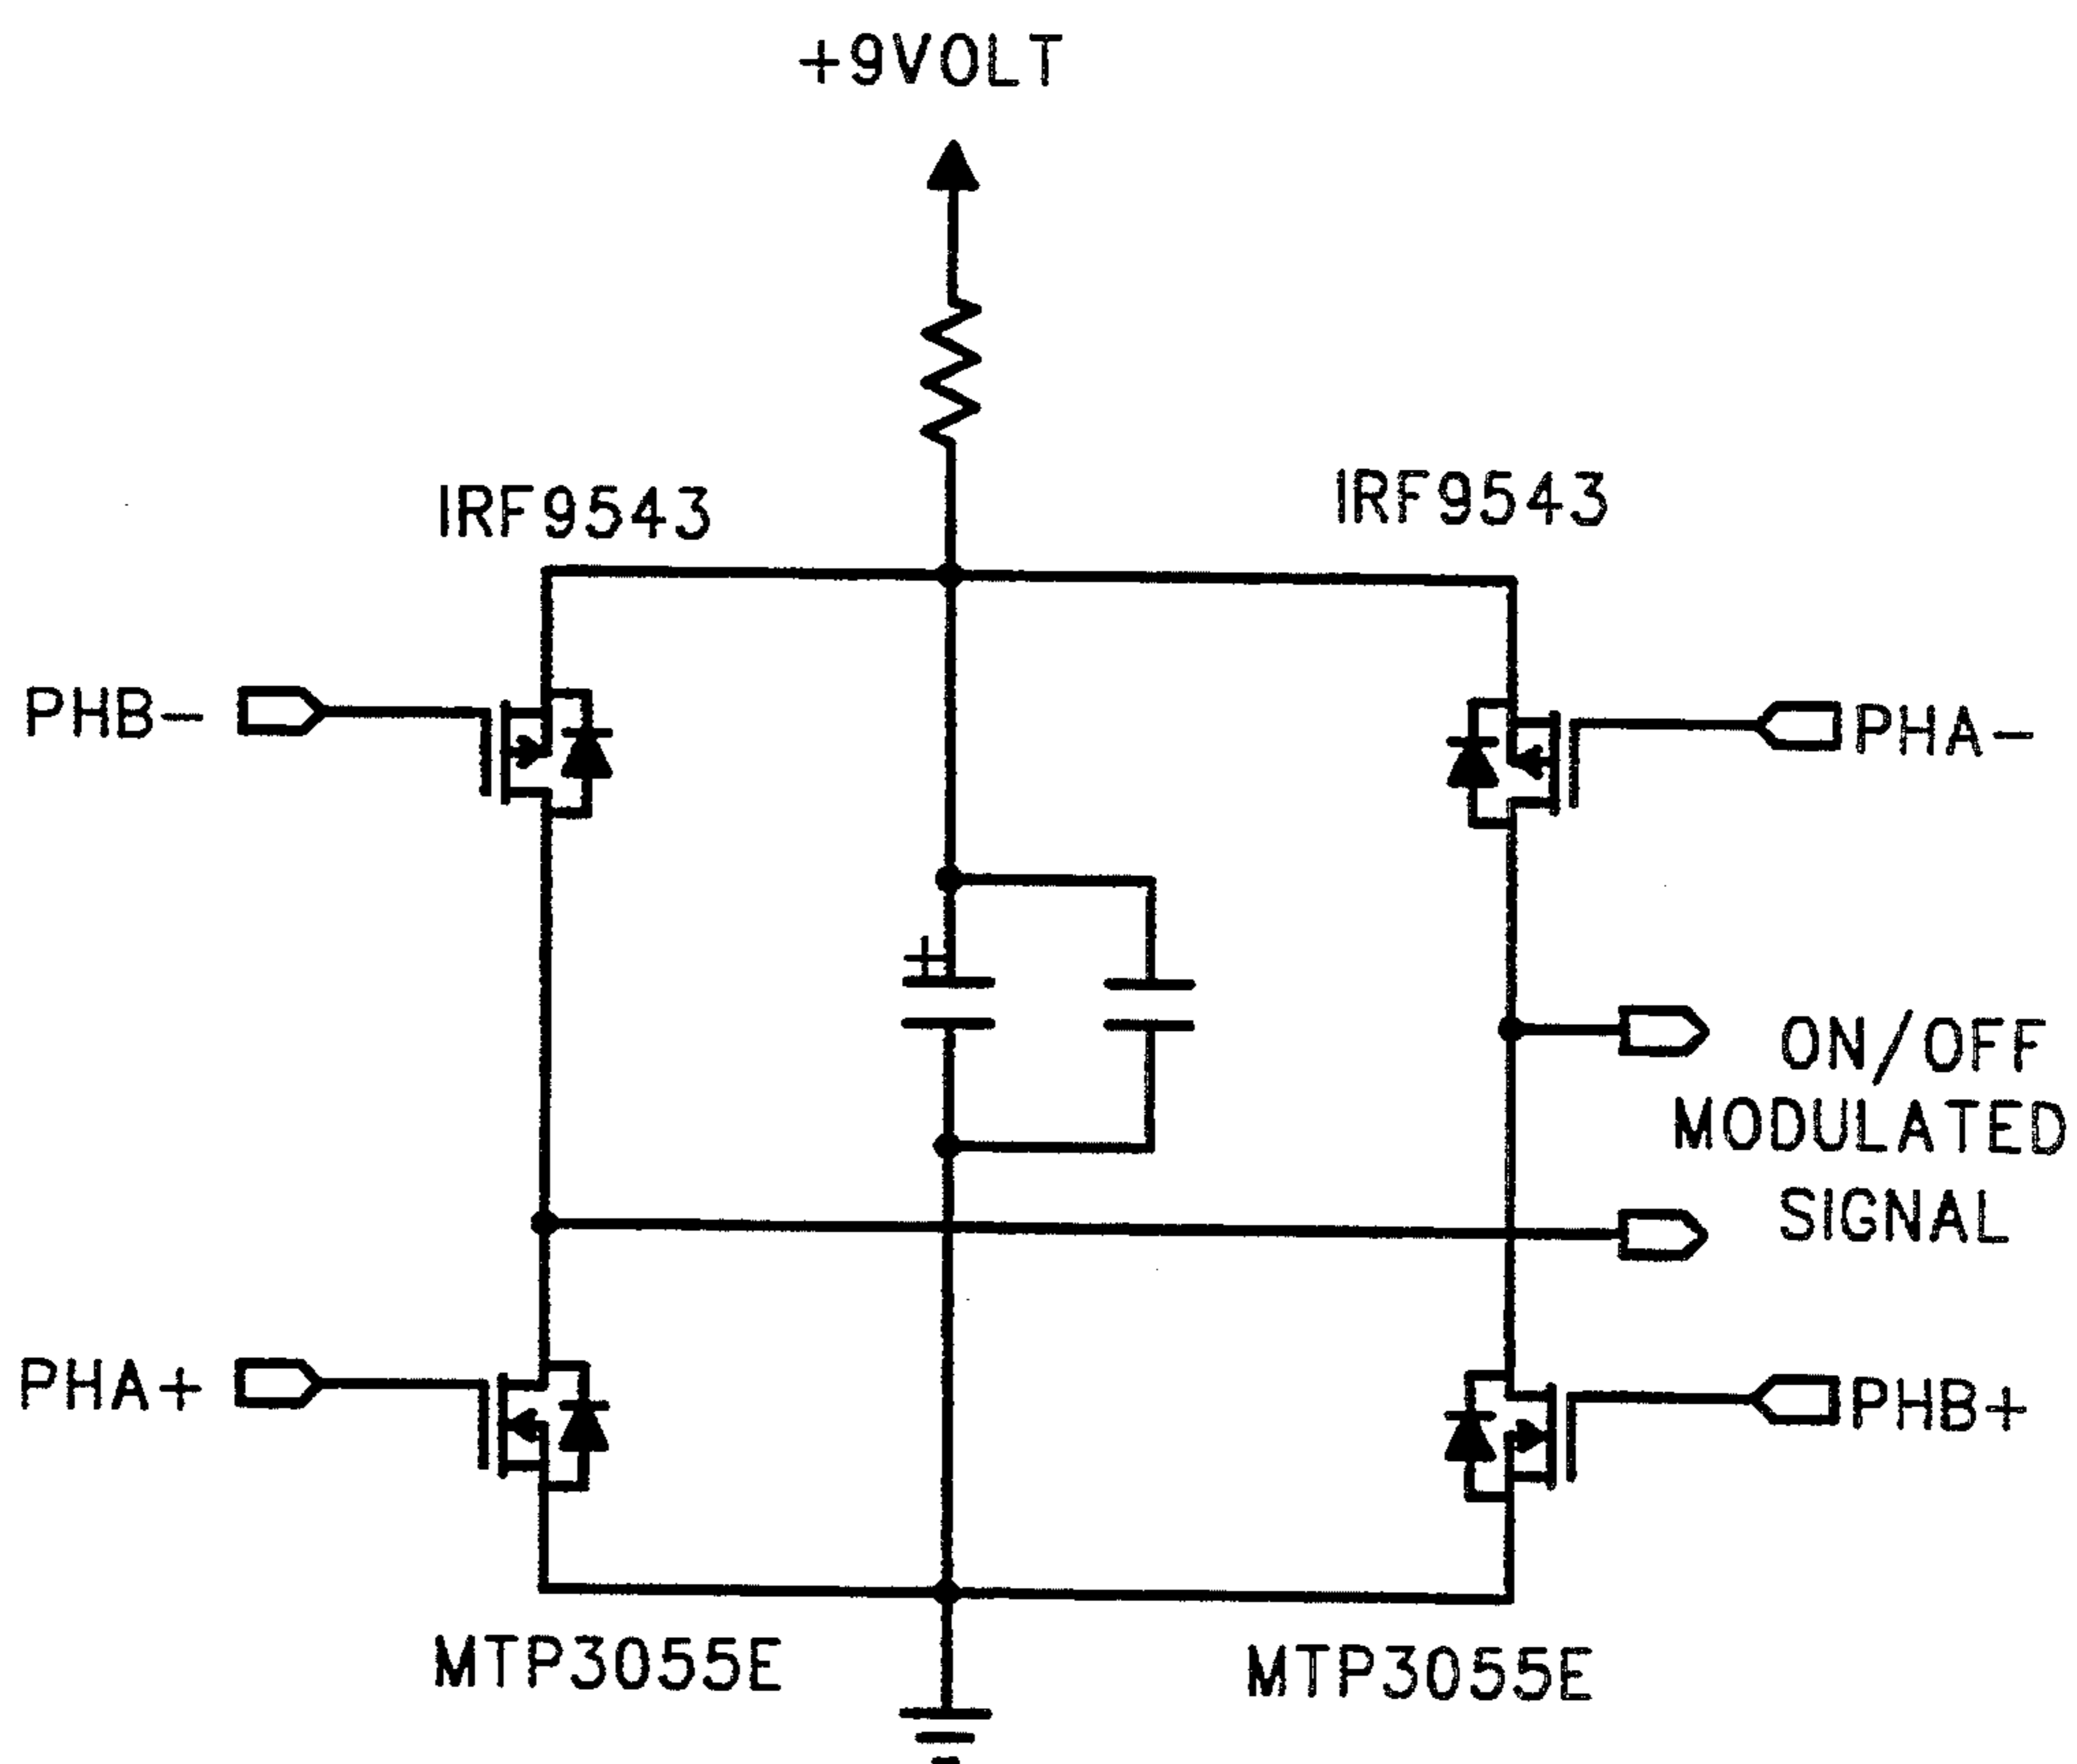 +9VOLT
IRF9543
IRF9543
PHB-
PHA-
+
ON/OFF
MODULATED
SIGNAL
PHA+
PHB+
MTP3055E
MTP3055E